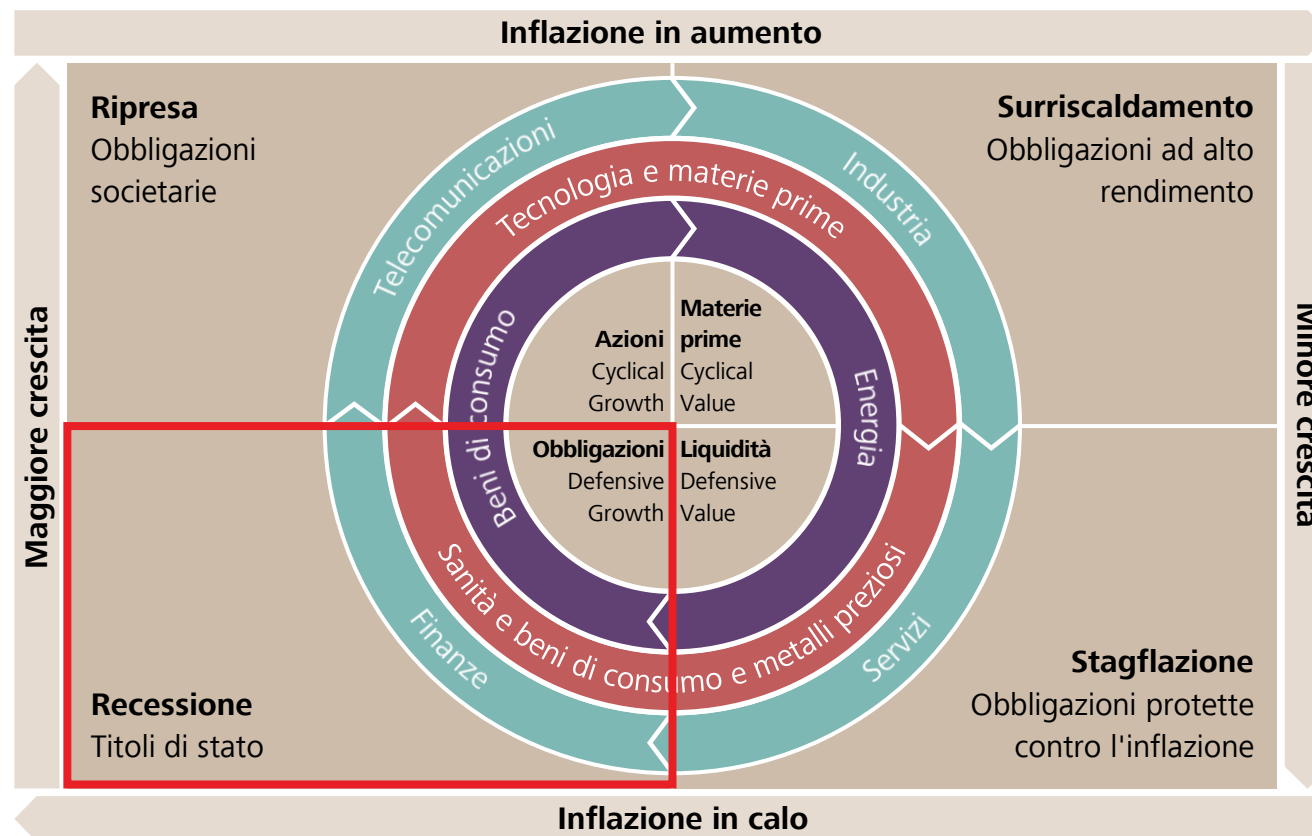 Inflazione in aumento
Maggiore crescita
Minore crescita
Ripresa
Obbligazioni
societarie
Surriscaldamento
Obbligazioni ad alto
rendimento
Telecomunicazioni
Industria
Tecnologia e materie prime
Beni di consumo
Energia
Azioni
Cyclical
Growth
Materie
prime
Cyclical
Value
Obbligazioni
Defensive
Growth
Liquidità
Defensive
Value
Sanità e beni di consumo e metalli preziosi
Finanze
Servizi
Recessione
Titoli di stato
Stagflazione
Obbligazioni protette
contro l'inflazione
Inflazione in calo